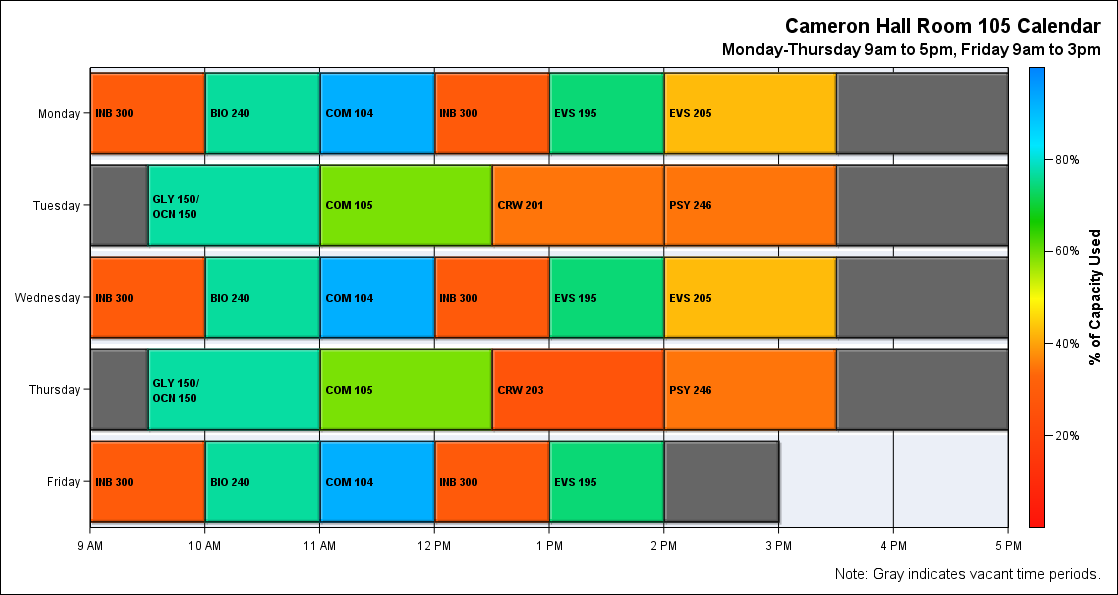 Cameron Hall Room 105 Calendar
Monday-Thursday 9am to 5pm, Friday 9am to 3pm
Monday
INB 300
BIO 240
COM 104
INB 300
EVS 195
EVS 205
Tuesday
GLY 150/
OCN 150
COM 105
CRW 201
PSY 246
Wednesday
INB 300
BIO 240
COM 104
INB 300
EVS 195
EVS 205
Thursday
GLY 150/
OCN 150
COM 105
CRW 203
PSY 246
Friday
INB 300
BIO 240
COM 104
INB 300
EVS 195
9 AM
10 AM
11 AM
12 PM
1 PM
2 PM
3 PM
4 PM
5 PM
80%
60%
40%
20%
% of Capacity Used
Note: Gray indicates vacant time periods.